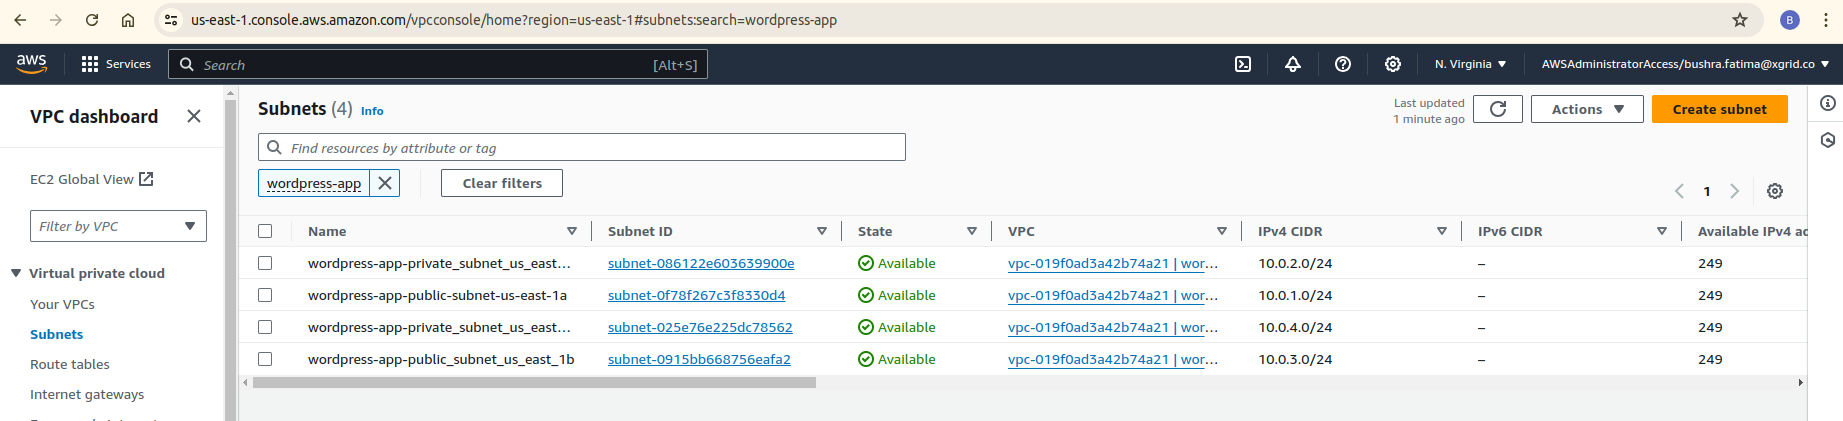 us-east-1.console.aws.amazon.com/vpcconsole/home?region=us-east-1#subnets:search=wordpress-app
B
aws Services Search [Alt+S] N. Virginia AWSAdministratorAccess/bushra.fatima@xgrid.co
VPC dashboard
EC2 Global View
Filter by VPC
Virtual private cloud
Your VPCs
Subnets
Route tables
Internet gateways
Subnets (4) Info
Last updated
1 minute ago
Actions
Create subnet
Find resources by attribute or tag
wordpress-app
Clear filters
1
Name Subnet ID State VPC IPv4 CIDR IPv6 CIDR Available IPv4 ad
wordpress-app-private_subnet_us_east... subnet-086122e603639900e Available vpc-019f0ad3a42b74a21 | wor... 10.0.2.0/24 – 249
wordpress-app-public-subnet-us-east-1a subnet-0f78f267c3f8330d4 Available vpc-019f0ad3a42b74a21 | wor... 10.0.1.0/24 – 249
wordpress-app-private_subnet_us_east... subnet-025e76e225dc78562 Available vpc-019f0ad3a42b74a21 | wor... 10.0.4.0/24 – 249
wordpress-app-public_subnet_us_east_1b subnet-0915bb668756eafa2 Available vpc-019f0ad3a42b74a21 | wor... 10.0.3.0/24 – 249